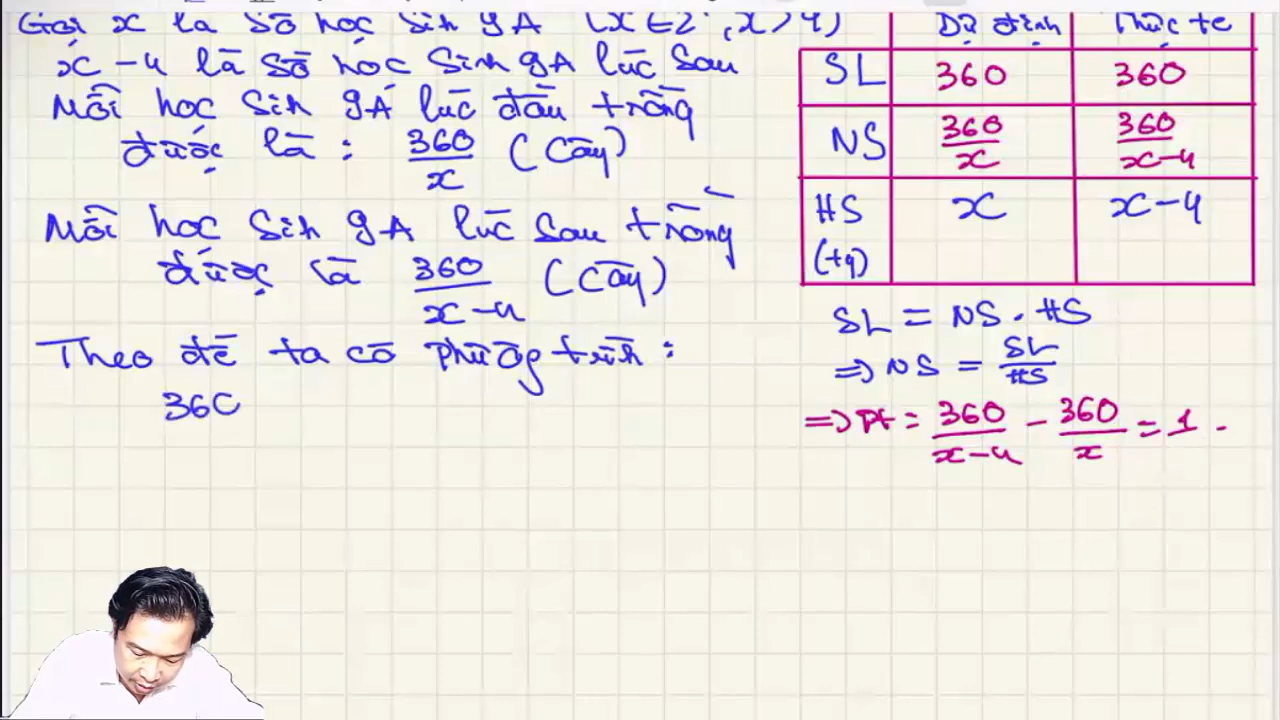 Gọi x là số học sinh 9A (x ∈ Z⁺, x > 4)
x - 4 là số học sinh 9A lúc sau
Mỗi học sinh 9A lúc đầu trồng
được là : 360/x (cây)
Mỗi học sinh 9A lúc sau trồng
được là 360/(x-4) (cây)
Theo đề ta có phương trình :
360
Dự định Thực tế
SL 360 360
NS 360/x 360/(x-4)
HS x x-4
(tg)
SL = NS . HS
=> NS = SL/HS
=> Pt = 360/(x-4) - 360/x = 1 .